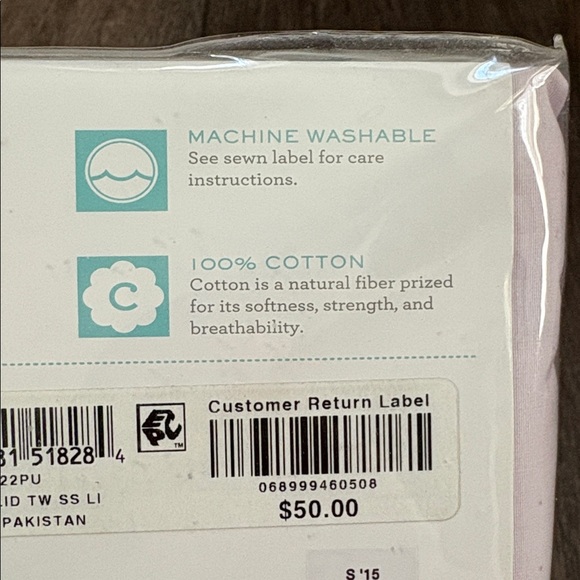 MACHINE WASHABLE
See sewn label for care
instructions.
100% COTTON
C
Cotton is a natural fiber prized
for its softness, strength, and
breathability.
Customer Return Label
81 51828 4
068999460508
$50.00
22PU
LID TW SS LI
PAKISTAN
S '15